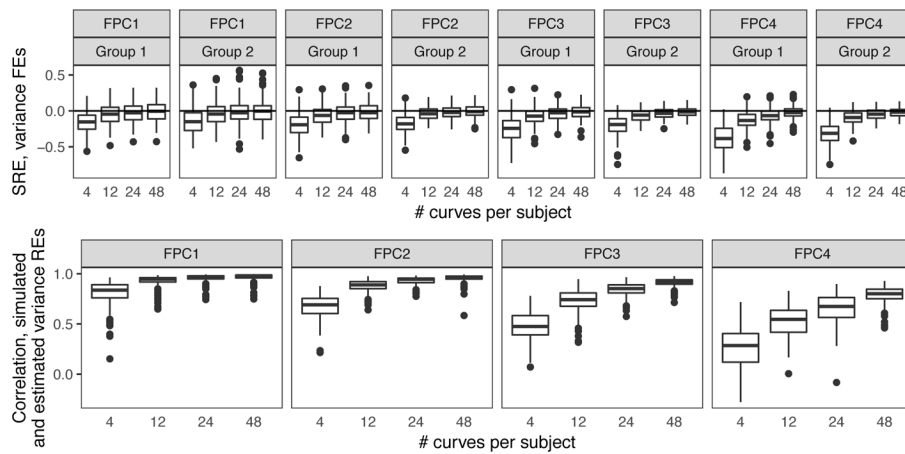 FPC1 FPC1 FPC2 FPC2 FPC3 FPC3 FPC4 FPC4
Group 1 Group 2 Group 1 Group 2 Group 1 Group 2 Group 1 Group 2
SRE, variance FEs
0.5
0.0
−0.5
4 12 24 48 4 12 24 48 4 12 24 48 4 12 24 48 4 12 24 48 4 12 24 48 4 12 24 48 4 12 24 48
# curves per subject
FPC1 FPC2 FPC3 FPC4
Correlation, simulated
and estimated variance REs
1.0
0.5
0.0
4 12 24 48 4 12 24 48 4 12 24 48 4 12 24 48
# curves per subject